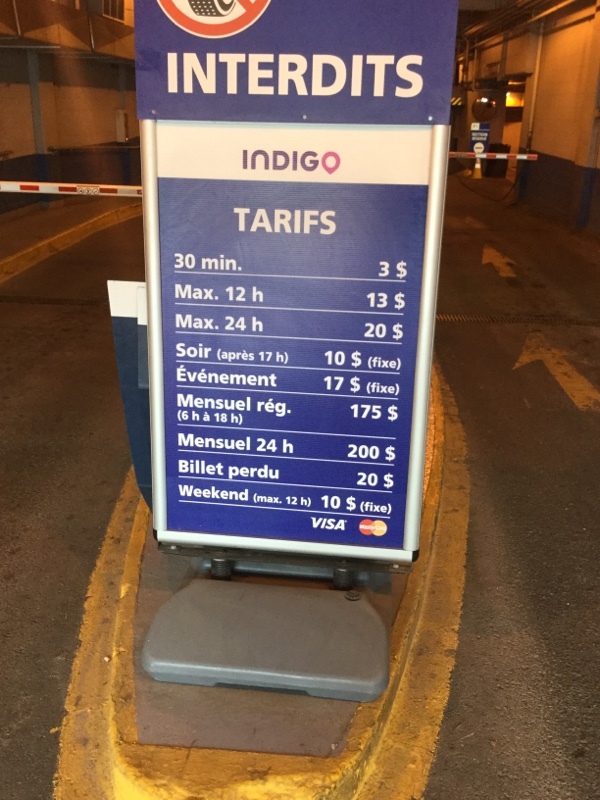 INTERDITS
INDIGO
TARIFS
30 min. 3 $
Max. 12 h 13 $
Max. 24 h 20 $
Soir (après 17 h) 10 $ (fixe)
Événement 17 $ (fixe)
Mensuel rég. 175 $
(6 h à 18 h)
Mensuel 24 h 200 $
Billet perdu 20 $
Weekend (max. 12 h) 10 $ (fixe)
VISA MasterCard